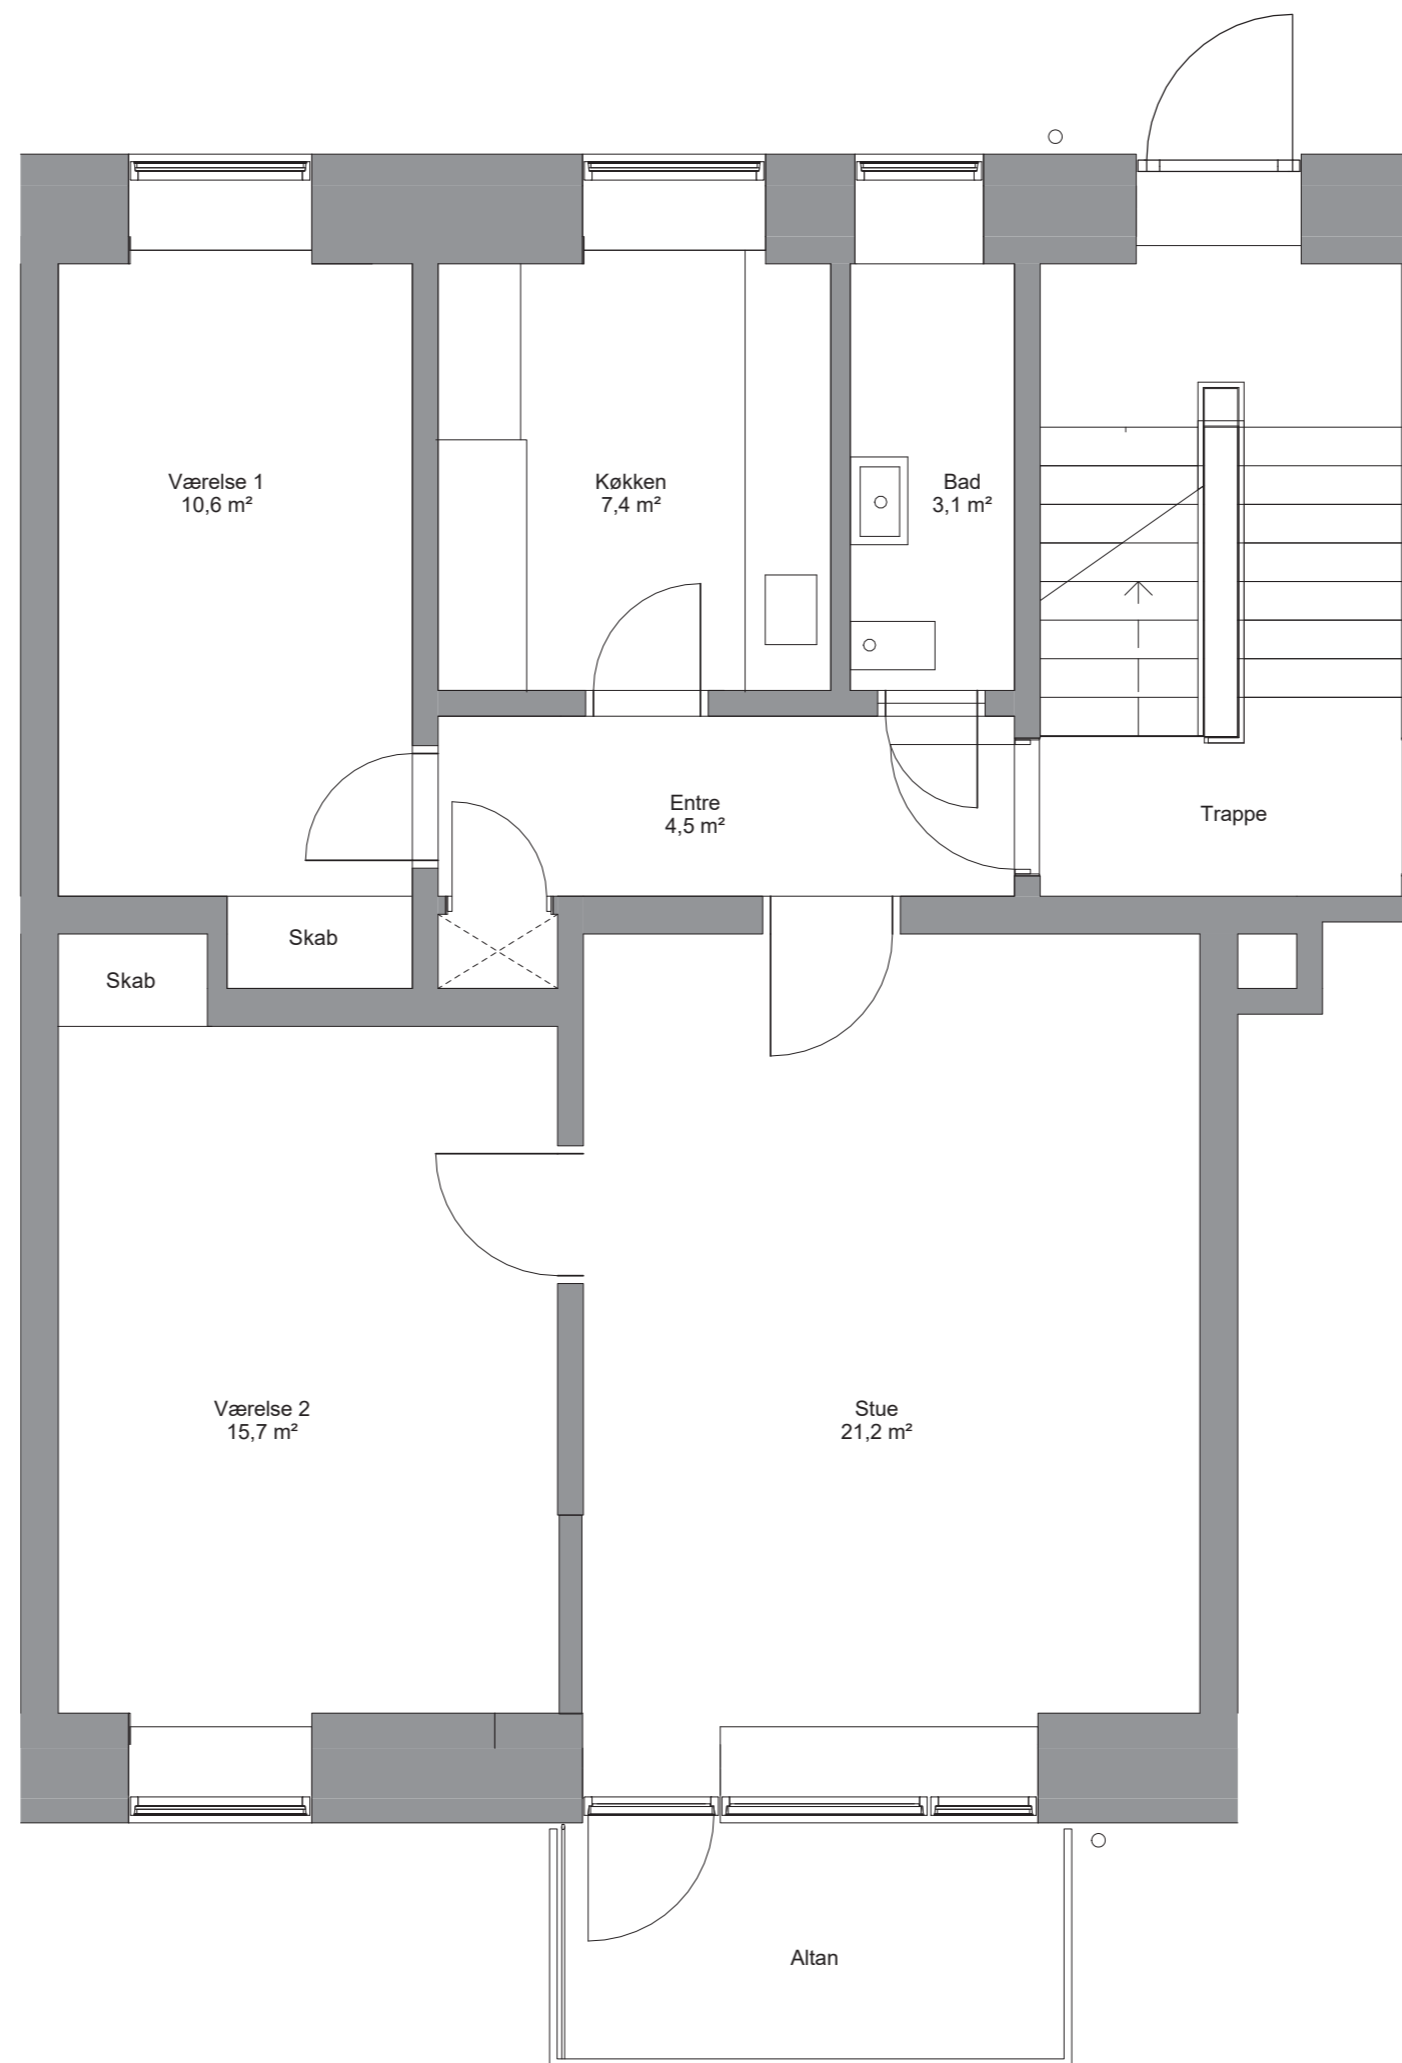 Værelse 1
10,6 m²
Køkken
7,4 m²
Bad
3,1 m²
Entre
4,5 m²
Trappe
Skab
Skab
Værelse 2
15,7 m²
Stue
21,2 m²
Altan